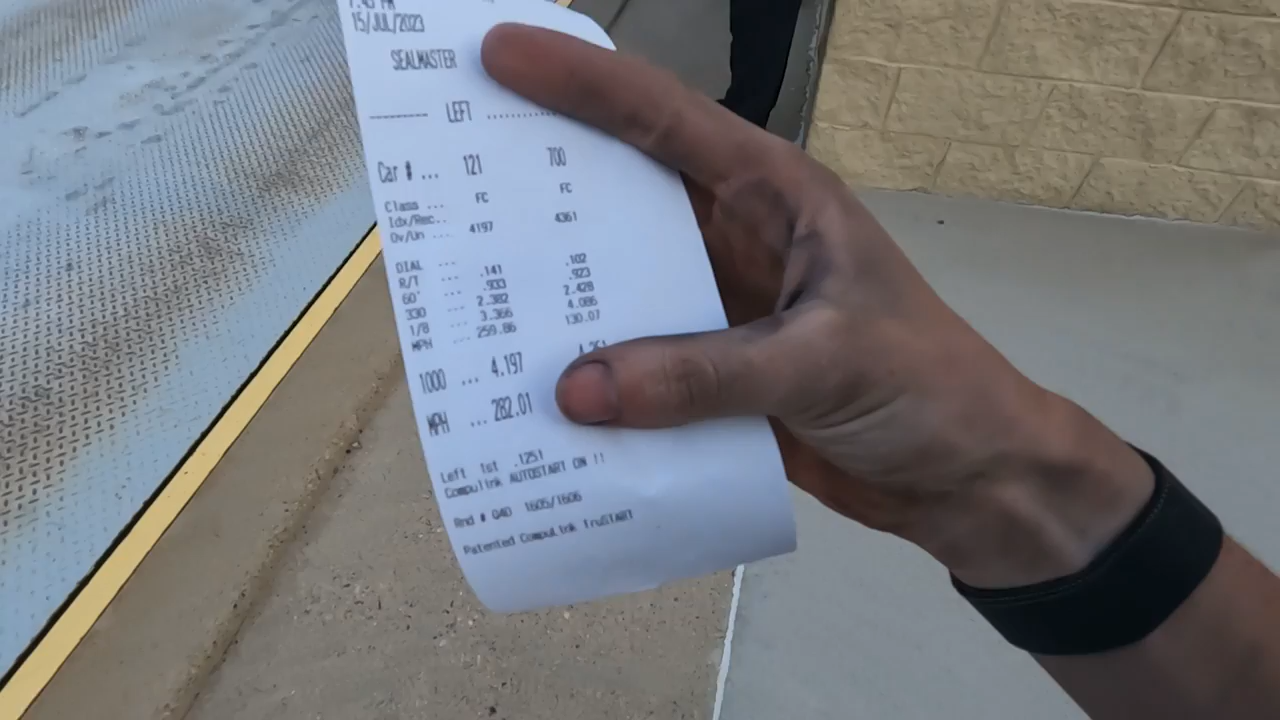 15/JUL/2023
SEALMASTER
------- LEFT ............
Car # ... 121 700
Class ... FC FC
Idx/Rec..
Ov/Un ... 4197 4361
DIAL ...
R/T ... .141 .102
60' ... .933 .923
330 ... 2.382 2.428
1/8 ... 3.366 4.086
MPH ... 259.86 130.07
1000 ... 4.197
MPH ... 282.01
Left 1st .1251
CompuLink AUTOSTART ON !!
Rnd # Q4D 1605/1606
Patented CompuLink TruSTART